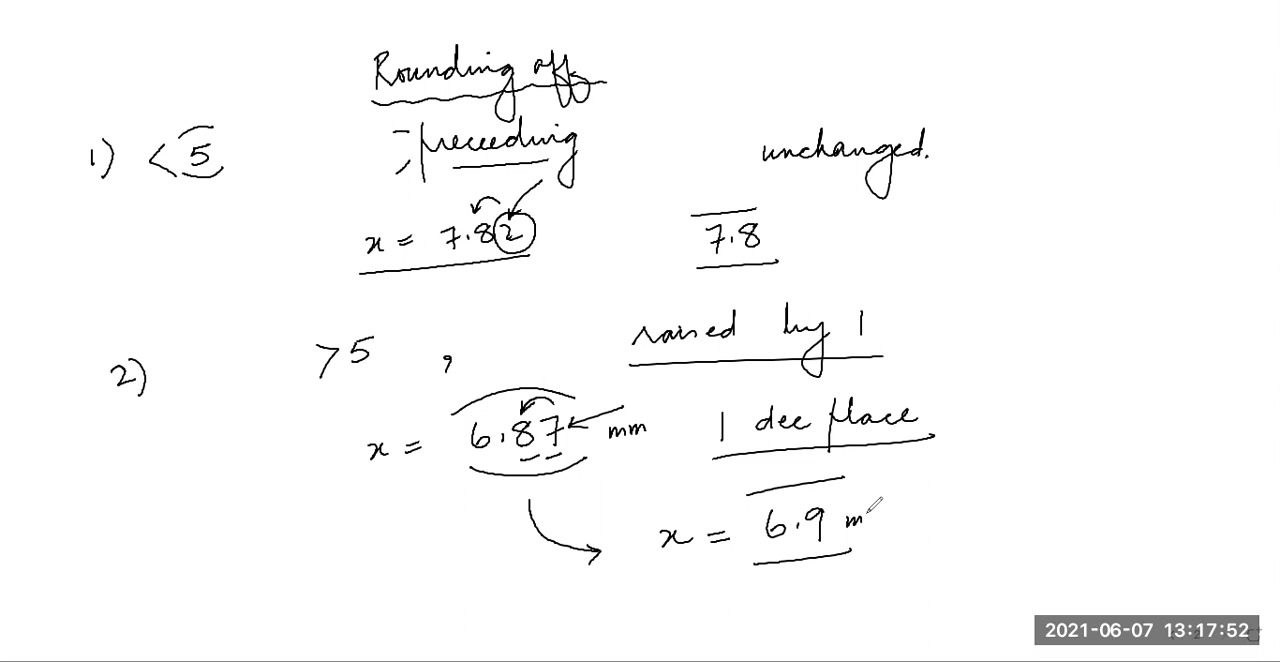 Rounding off
1) <5 ; preceeding unchanged.
x = 7.82 7.8
2) >5 , raised by 1
x = 6.87 mm 1 dec place
x = 6.9 m
2021-06-07 13:17:52